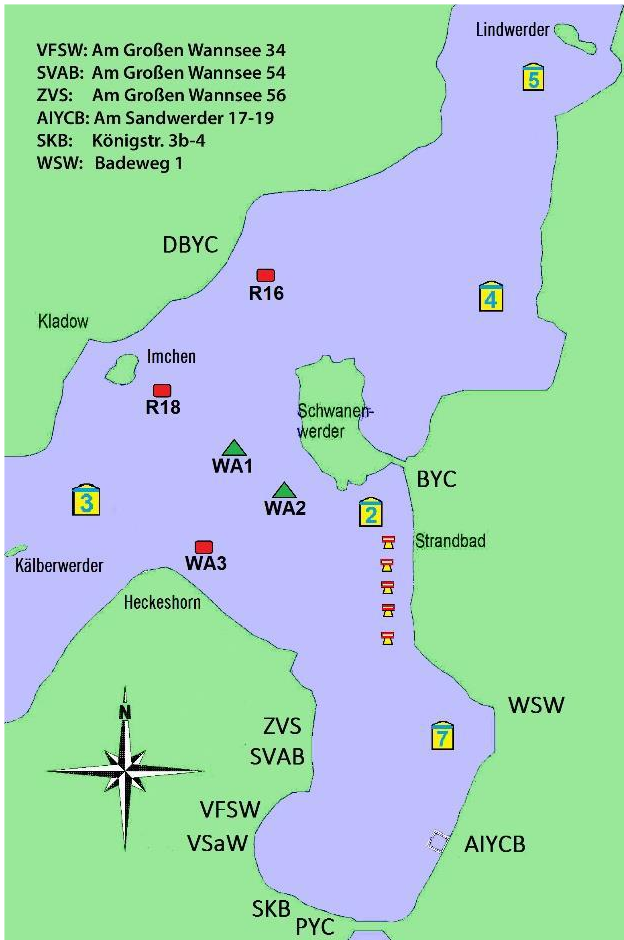 Lindwerder
VFSW: Am Großen Wannsee 34
SVAB: Am Großen Wannsee 54
ZVS: Am Großen Wannsee 56
AIYCB: Am Sandwerder 17-19
SKB: Königstr. 3b-4
WSW: Badeweg 1
5
DBYC
R16
4
Kladow
Imchen
R18
Schwanen-
werder
WA1
BYC
3
WA2
2
Strandbad
Kälberwerder
WA3
Heckeshorn
WSW
N
ZVS
7
SVAB
VFSW
VSaW
AIYCB
SKB
PYC